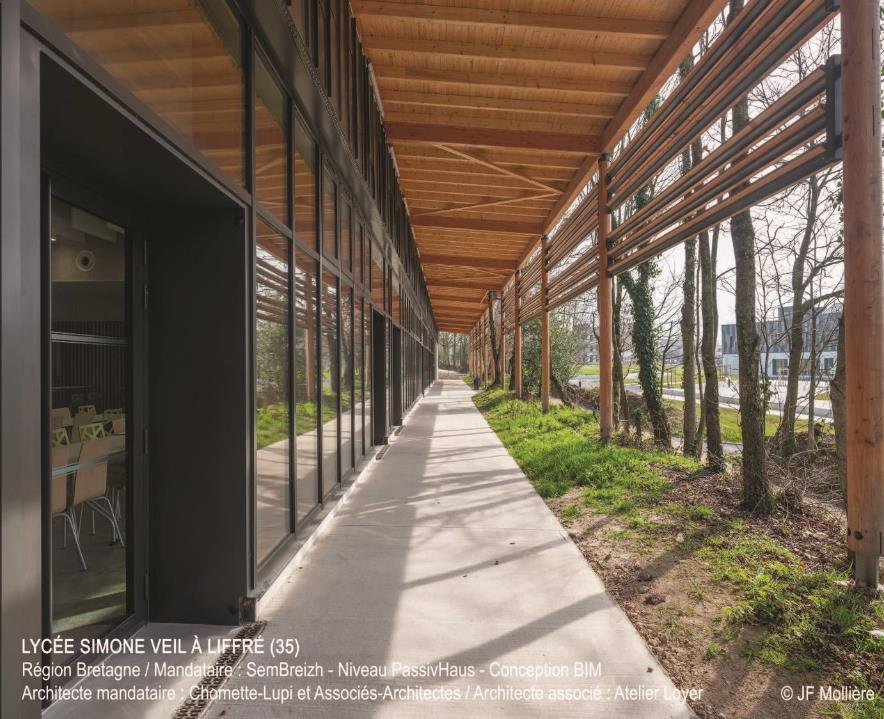 LYCÉE SIMONE VEIL À LIFFRÉ (35)
Région Bretagne / Mandataire : SemBreizh - Niveau PassivHaus - Conception BIM
Architecte mandataire : Chomette-Lupi et Associés-Architectes / Architecte associé : Atelier Loyer
© JF Mollière